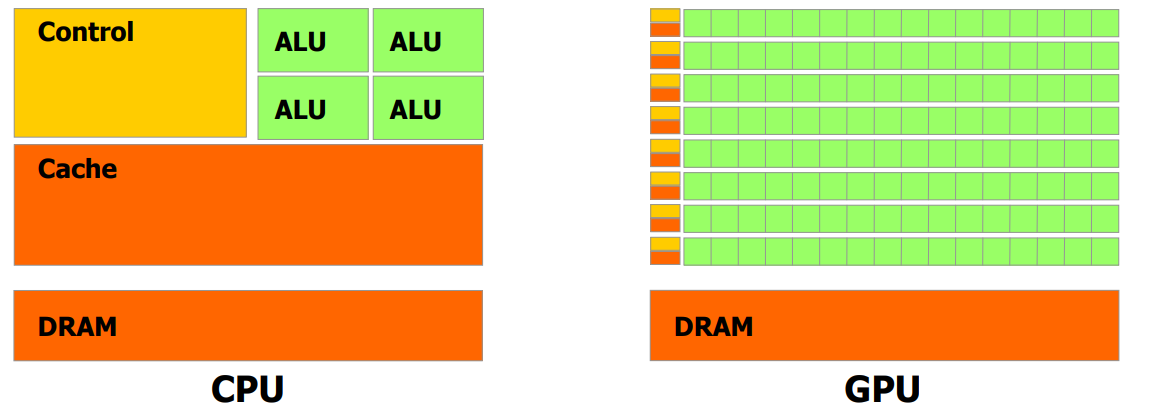 Control
ALU
ALU
ALU
ALU
Cache
DRAM
CPU
DRAM
GPU